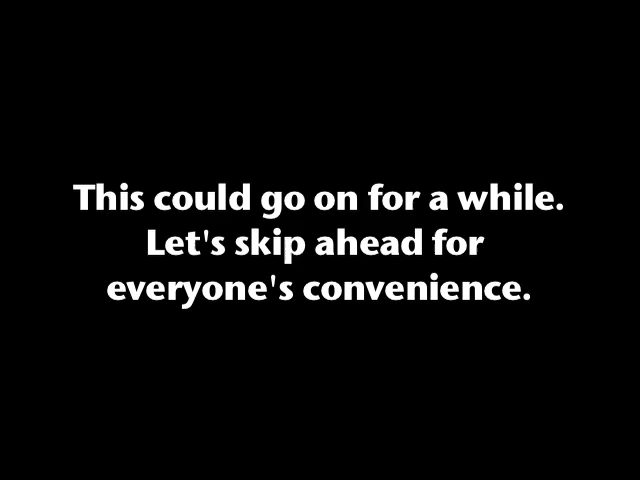 This could go on for a while.
Let's skip ahead for
everyone's convenience.